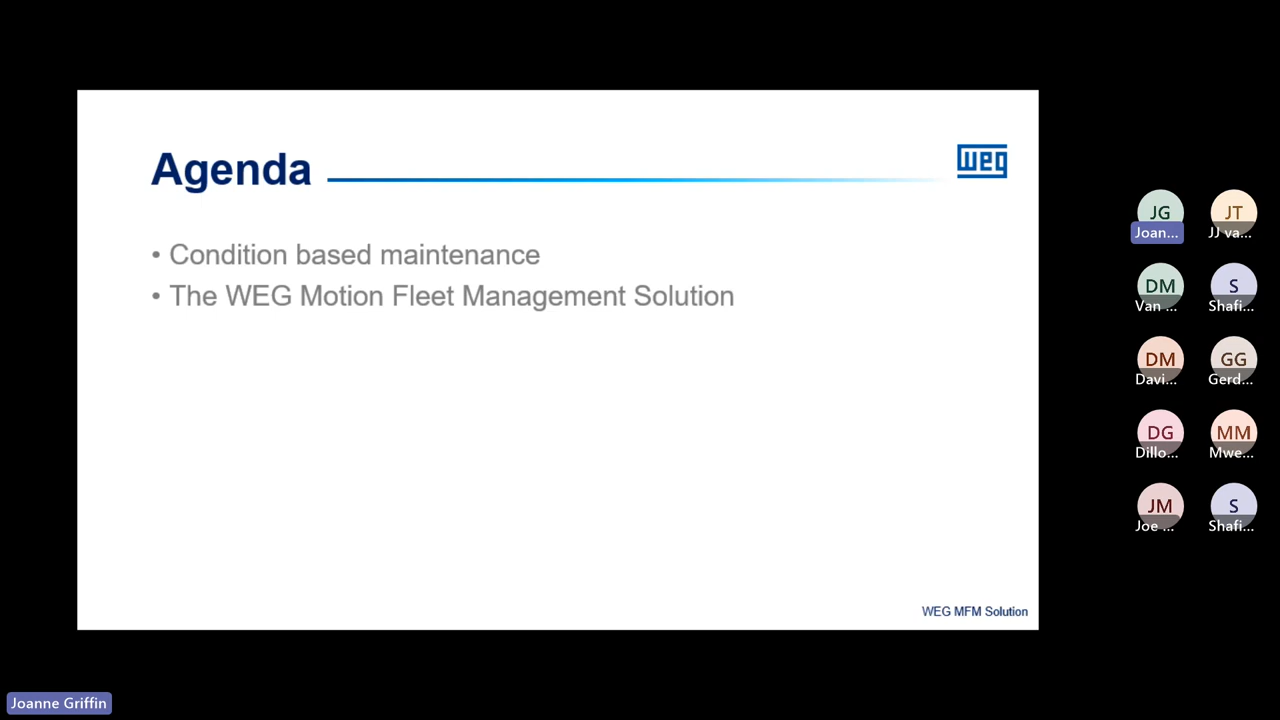 Agenda
weg
• Condition based maintenance
• The WEG Motion Fleet Management Solution
WEG MFM Solution
JG
JT
Joan...
JJ va...
DM
S
Van ...
Shafi...
DM
GG
Davi...
Gerd...
DG
MM
Dillo...
Mwe...
JM
S
Joe ...
Shafi...
Joanne Griffin